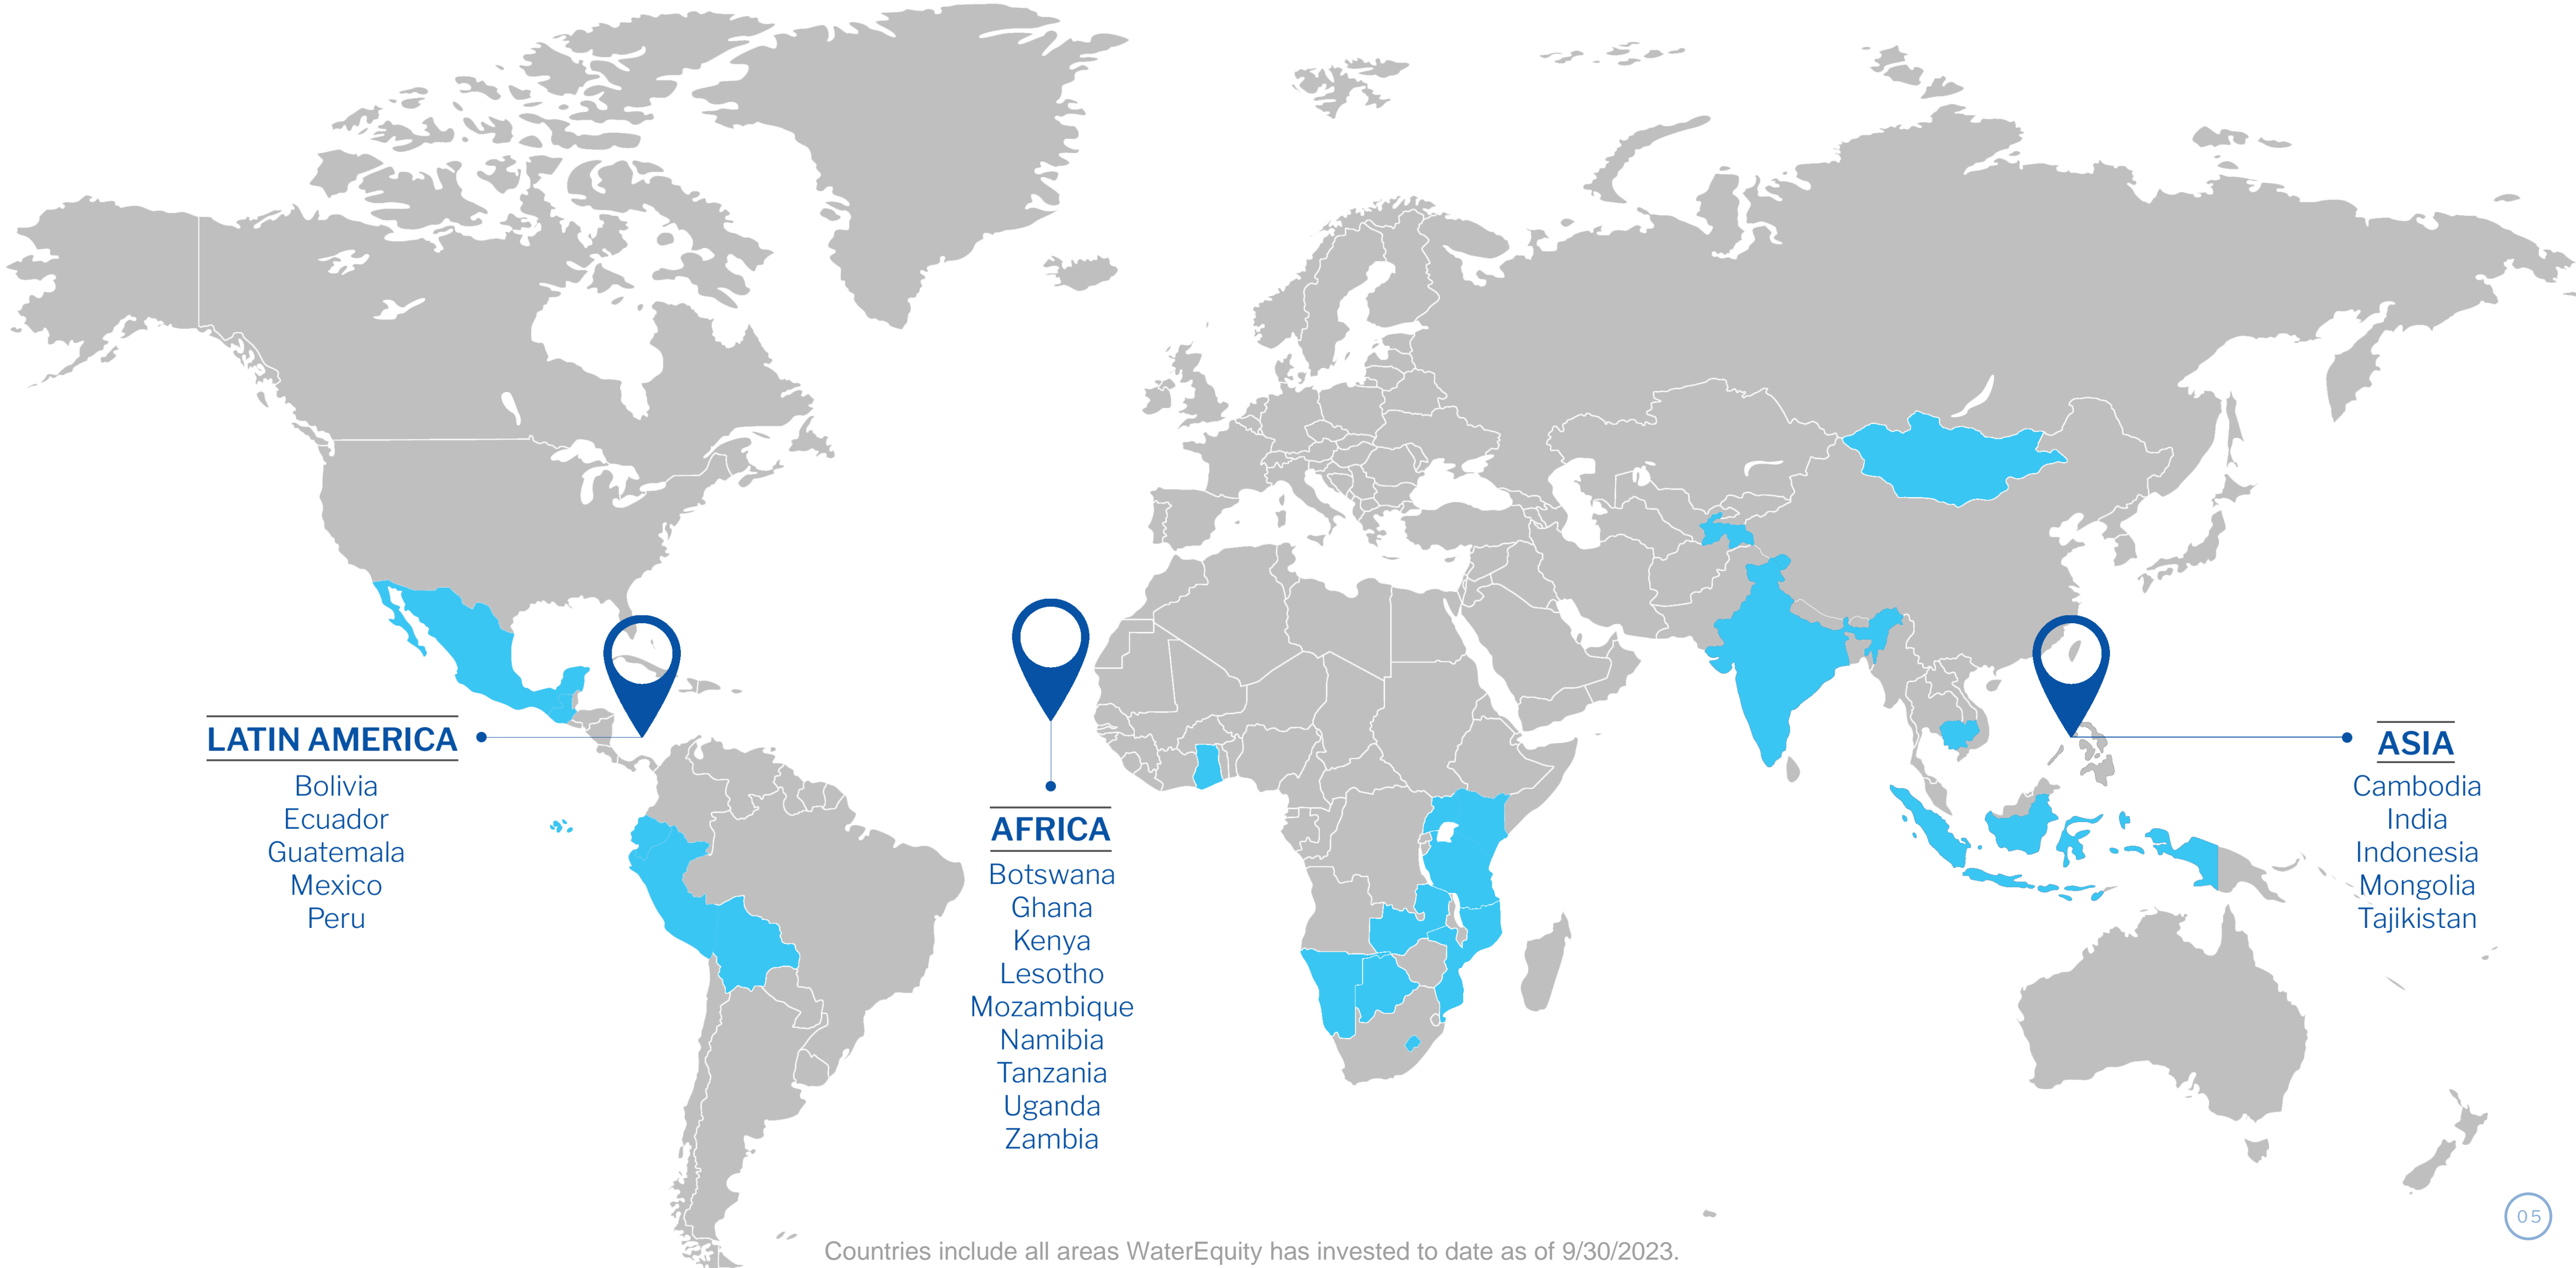 LATIN AMERICA
Bolivia
Ecuador
Guatemala
Mexico
Peru
AFRICA
Botswana
Ghana
Kenya
Lesotho
Mozambique
Namibia
Tanzania
Uganda
Zambia
ASIA
Cambodia
India
Indonesia
Mongolia
Tajikistan
05
Countries include all areas WaterEquity has invested to date as of 9/30/2023.